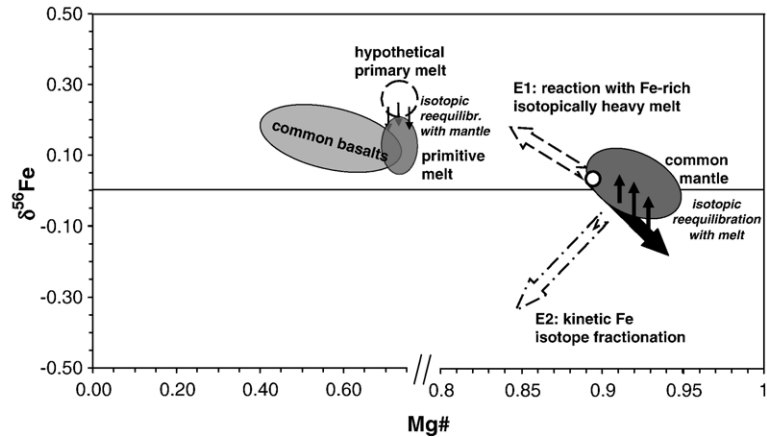 0.50
0.30
0.10
-0.10
-0.30
-0.50
δ56Fe
hypothetical
primary melt
isotopic
reequilibr.
with mantle
common basalts
primitive
melt
E1: reaction with Fe-rich
isotopically heavy melt
common
mantle
isotopic
reequilibration
with melt
E2: kinetic Fe
isotope fractionation
0.00 0.20 0.40 0.60 0.8 0.85 0.90 0.95 1
Mg#